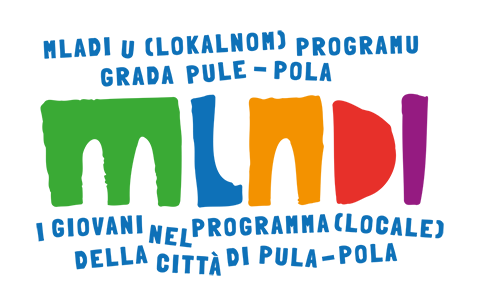 MLADI U (LOKALNOM) PROGRAMU
GRADA PULE – POLA
MLADI
I GIOVANI NEL PROGRAMMA (LOCALE)
DELLA CITTÀ DI PULA–POLA